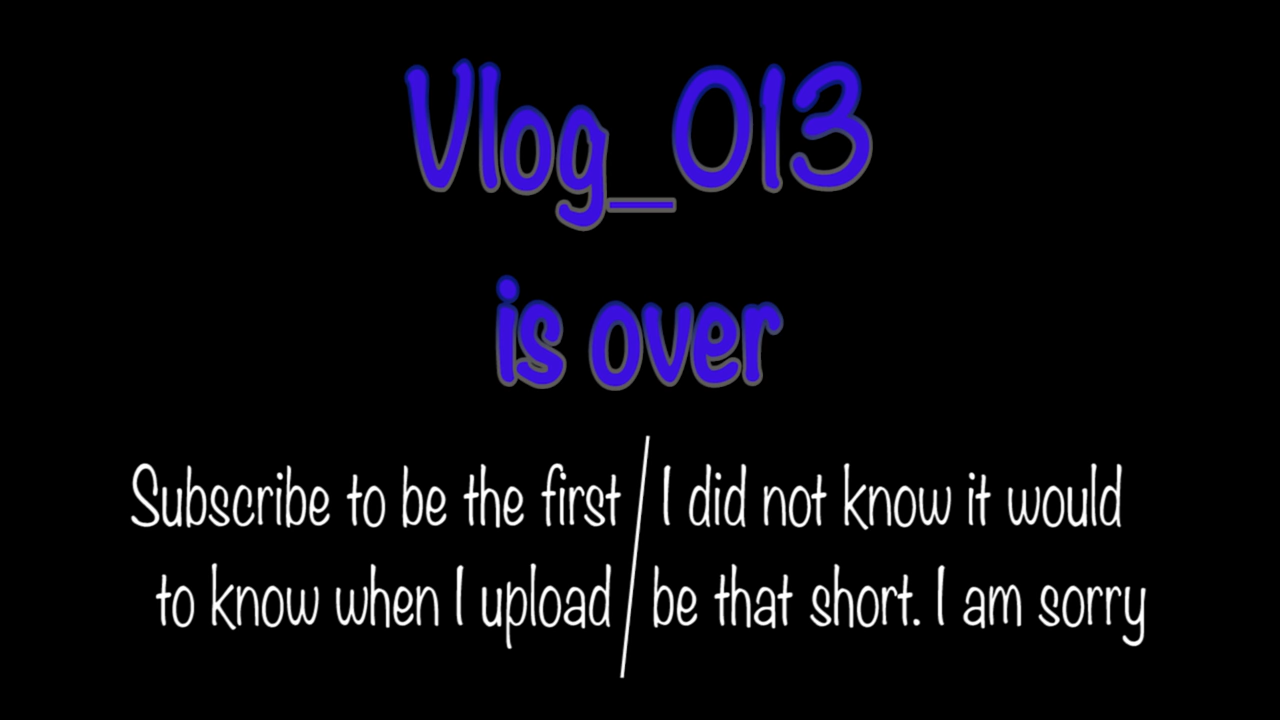 Vlog_013
is over
Subscribe to be the first
to know when I upload
I did not know it would
be that short. I am sorry